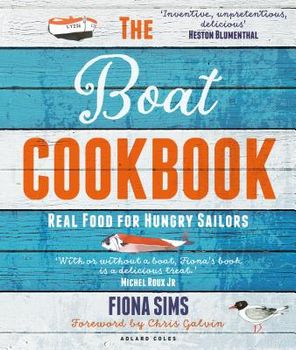 THE
'Inventive, unpretentious,
delicious'
HESTON BLUMENTHAL
Boat
COOKBOOK
REAL FOOD FOR HUNGRY SAILORS
'With or without a boat, Fiona's book
is a delicious treat.'
MICHEL ROUX JR
FIONA SIMS
Foreword by Chris Galvin
ADLARD COLES